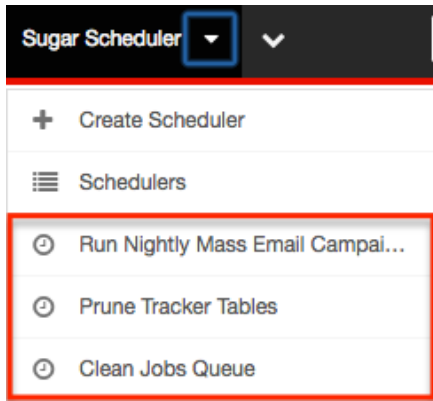 Sugar Scheduler
Create Scheduler
Schedulers
Run Nightly Mass Email Campai...
Prune Tracker Tables
Clean Jobs Queue